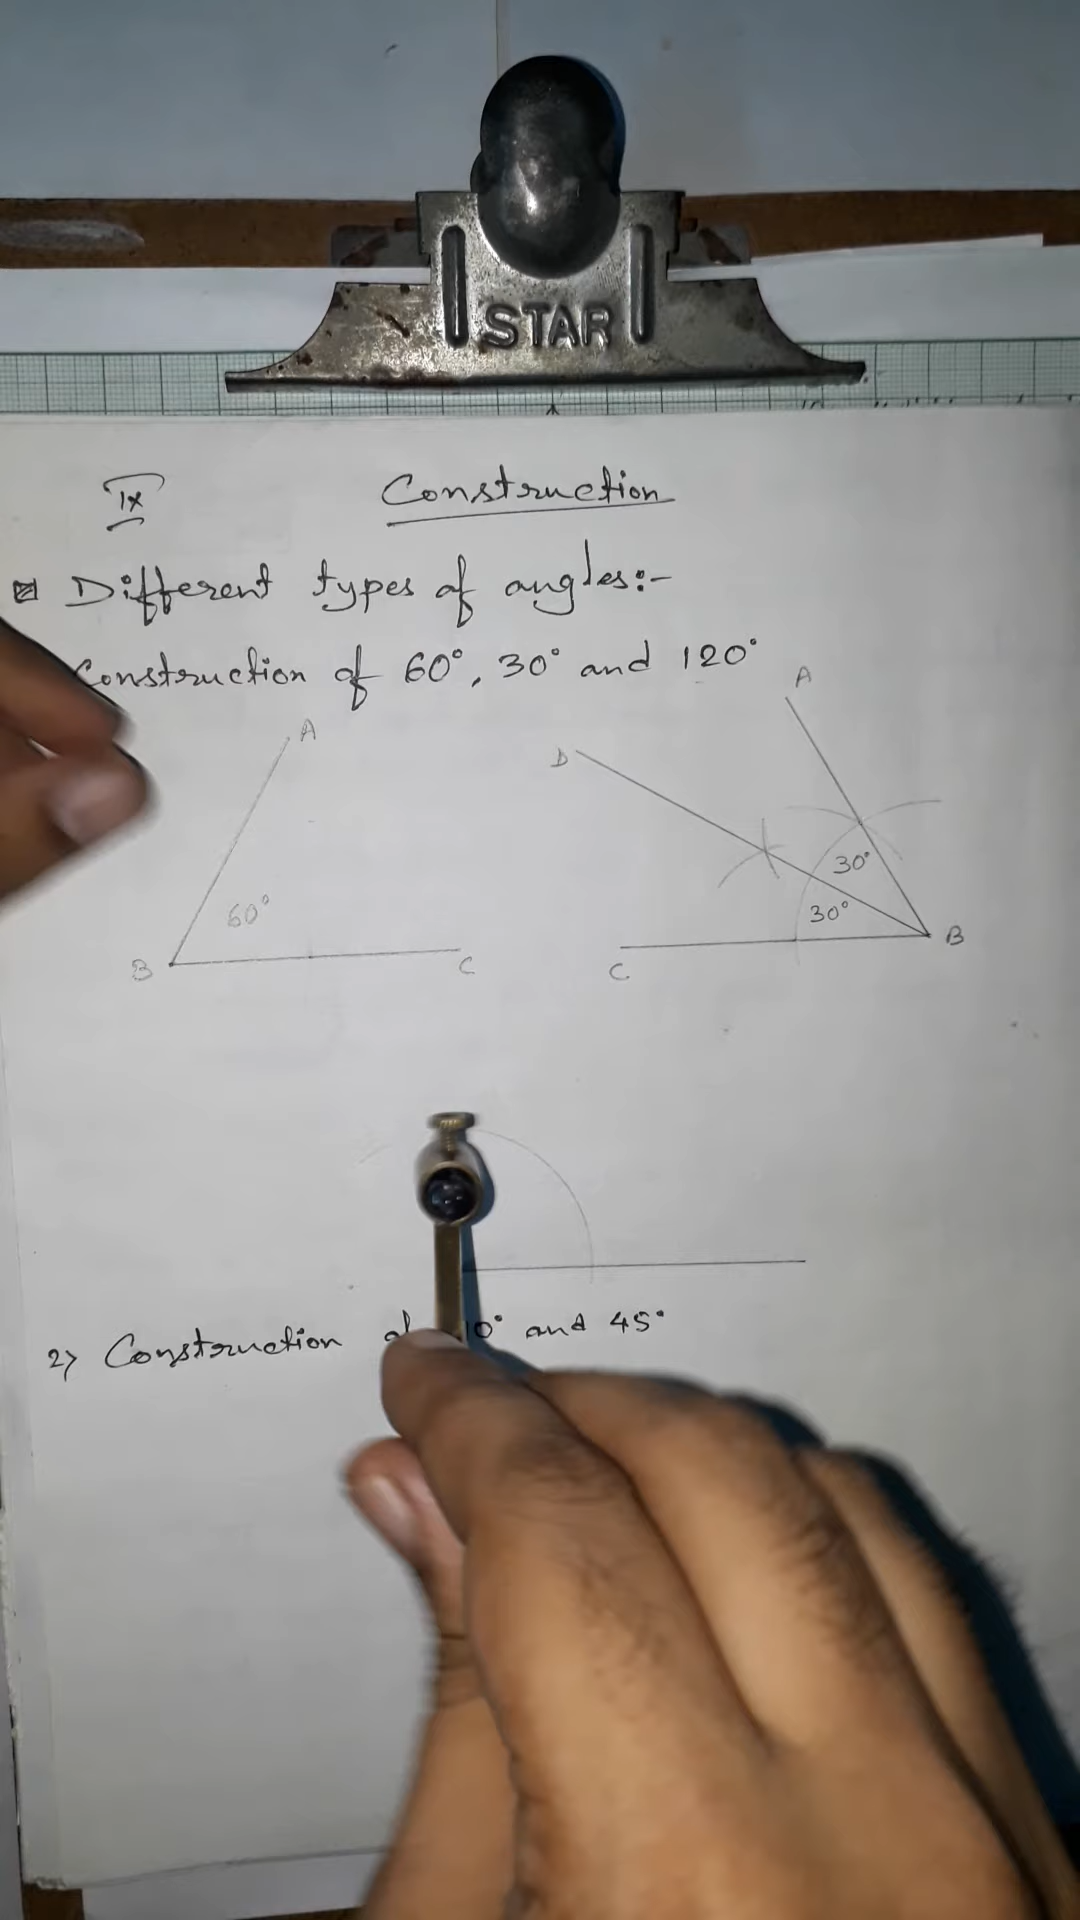 STAR
IX
Construction
Different types of angles:-
Construction of 60°, 30° and 120°
A
A
D
60°
30°
30°
B
C
C
B
2) Construction and 45°